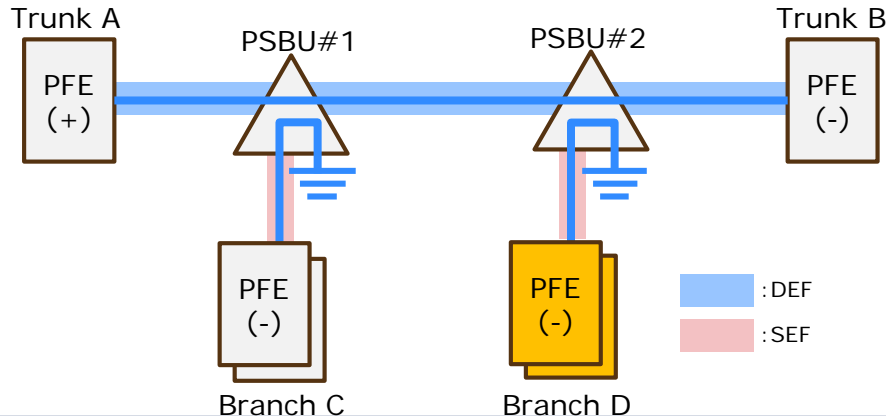 Trunk A
Trunk B
PSBU#1
PSBU#2
PFE
(+)
PFE
(-)
PFE
(-)
PFE
(-)
: DEF
: SEF
Branch C
Branch D